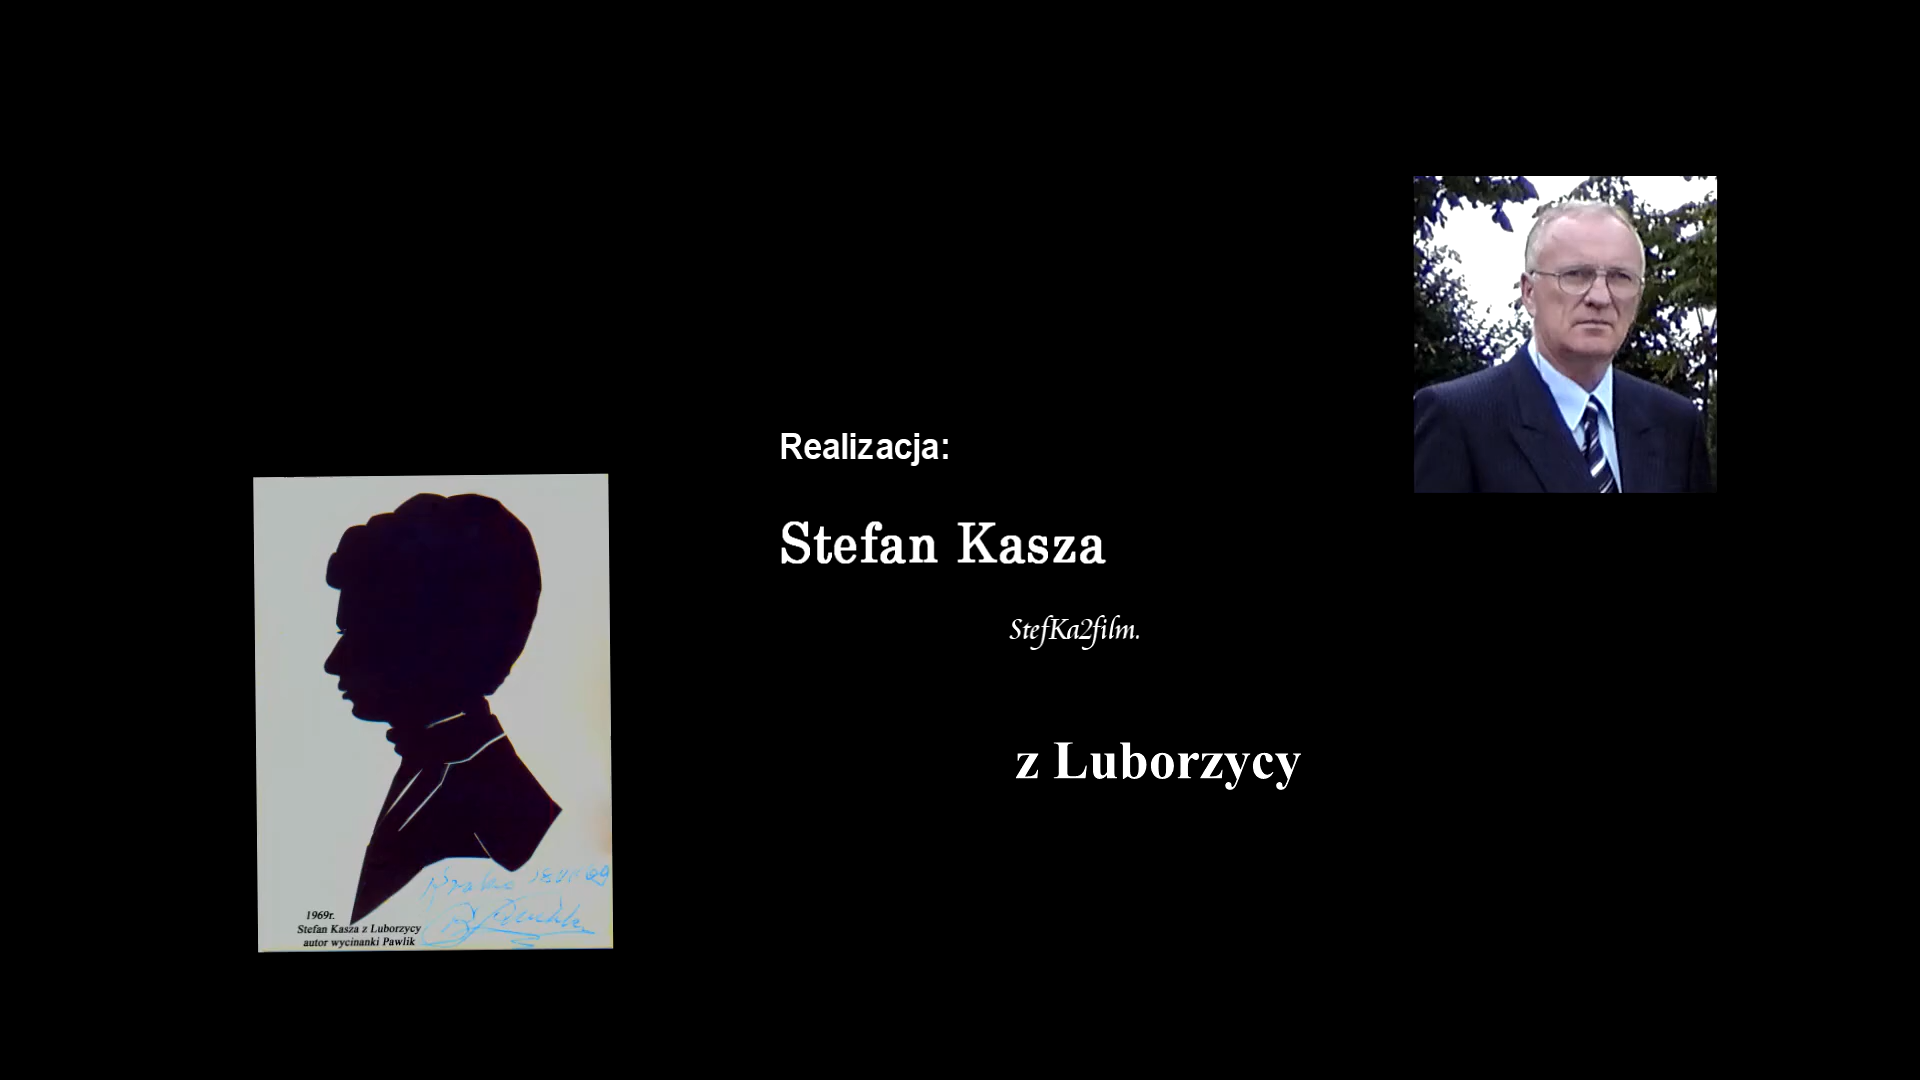 Realizacja:
Stefan Kasza
StefKa2film.
z Luborzycy
1969r.
Stefan Kasza z Luborzycy
autor wycinanki Pawlik